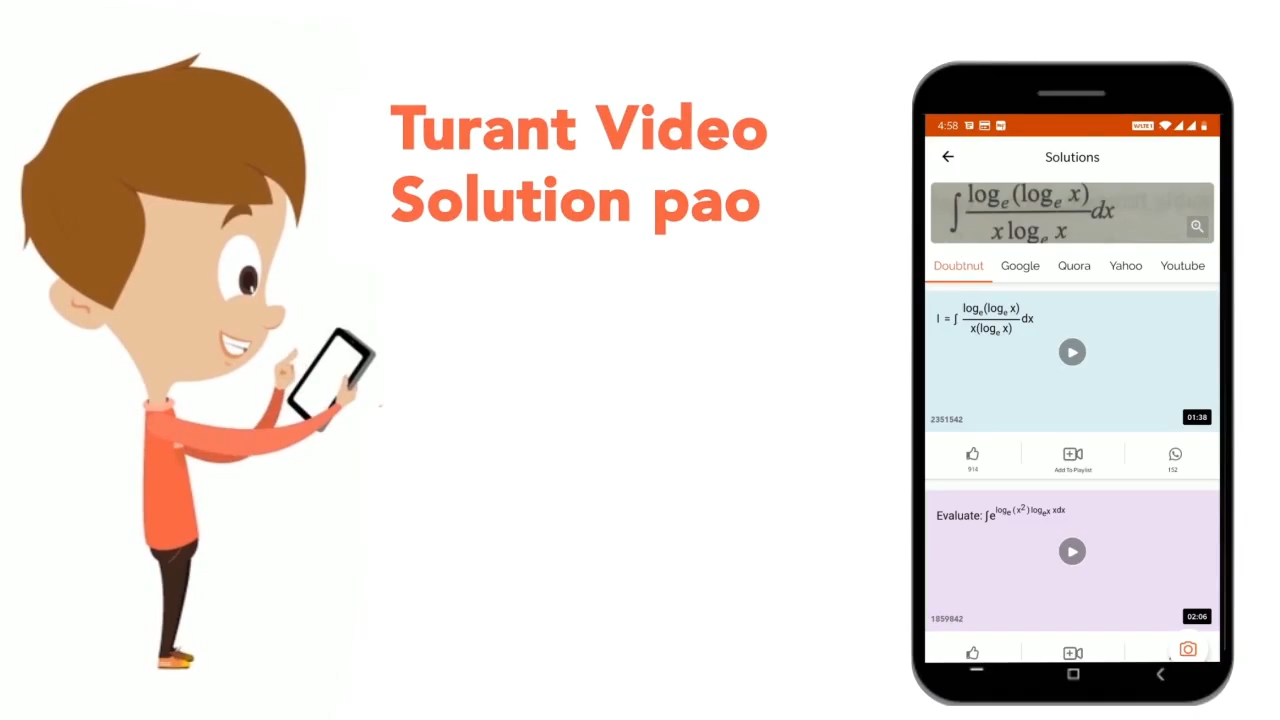 Turant Video
Solution pao
4:58
VoLTE1
Solutions
∫ logₑ(logₑ x) / x logₑ x dx
Doubtnut Google Quora Yahoo Youtube
I = ∫ logₑ(logₑ x) / x(logₑ x) dx
2351542 01:38
914 Add To Playlist 152
Evaluate: ∫e^logₑ(x²)logₑx xdx
1859842 02:06